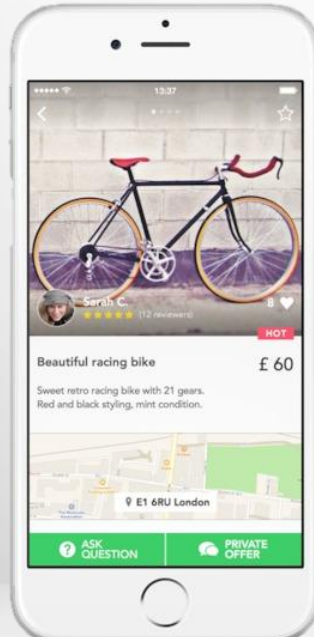 13:37
Sarah C.
(12 reviewers)
8
HOT
Beautiful racing bike
£ 60
Sweet retro racing bike with 21 gears.
Red and black styling, mint condition.
E1 6RU London
ASK
QUESTION
PRIVATE
OFFER